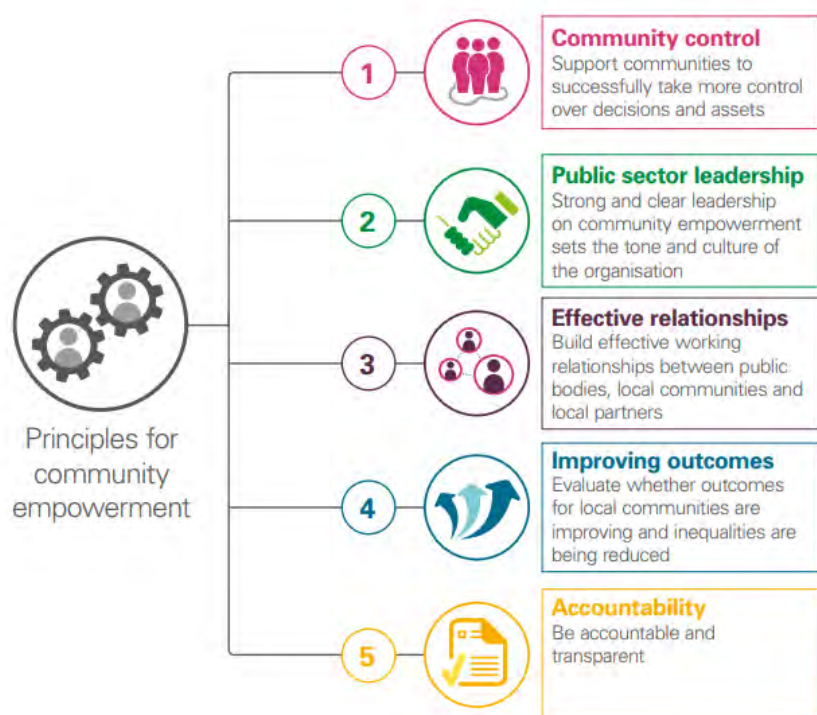 1
Community control
Support communities to
successfully take more control
over decisions and assets
2
Public sector leadership
Strong and clear leadership
on community empowerment
sets the tone and culture of
the organisation
Principles for
community
empowerment
3
Effective relationships
Build effective working
relationships between public
bodies, local communities and
local partners
4
Improving outcomes
Evaluate whether outcomes
for local communities are
improving and inequalities are
being reduced
5
Accountability
Be accountable and
transparent